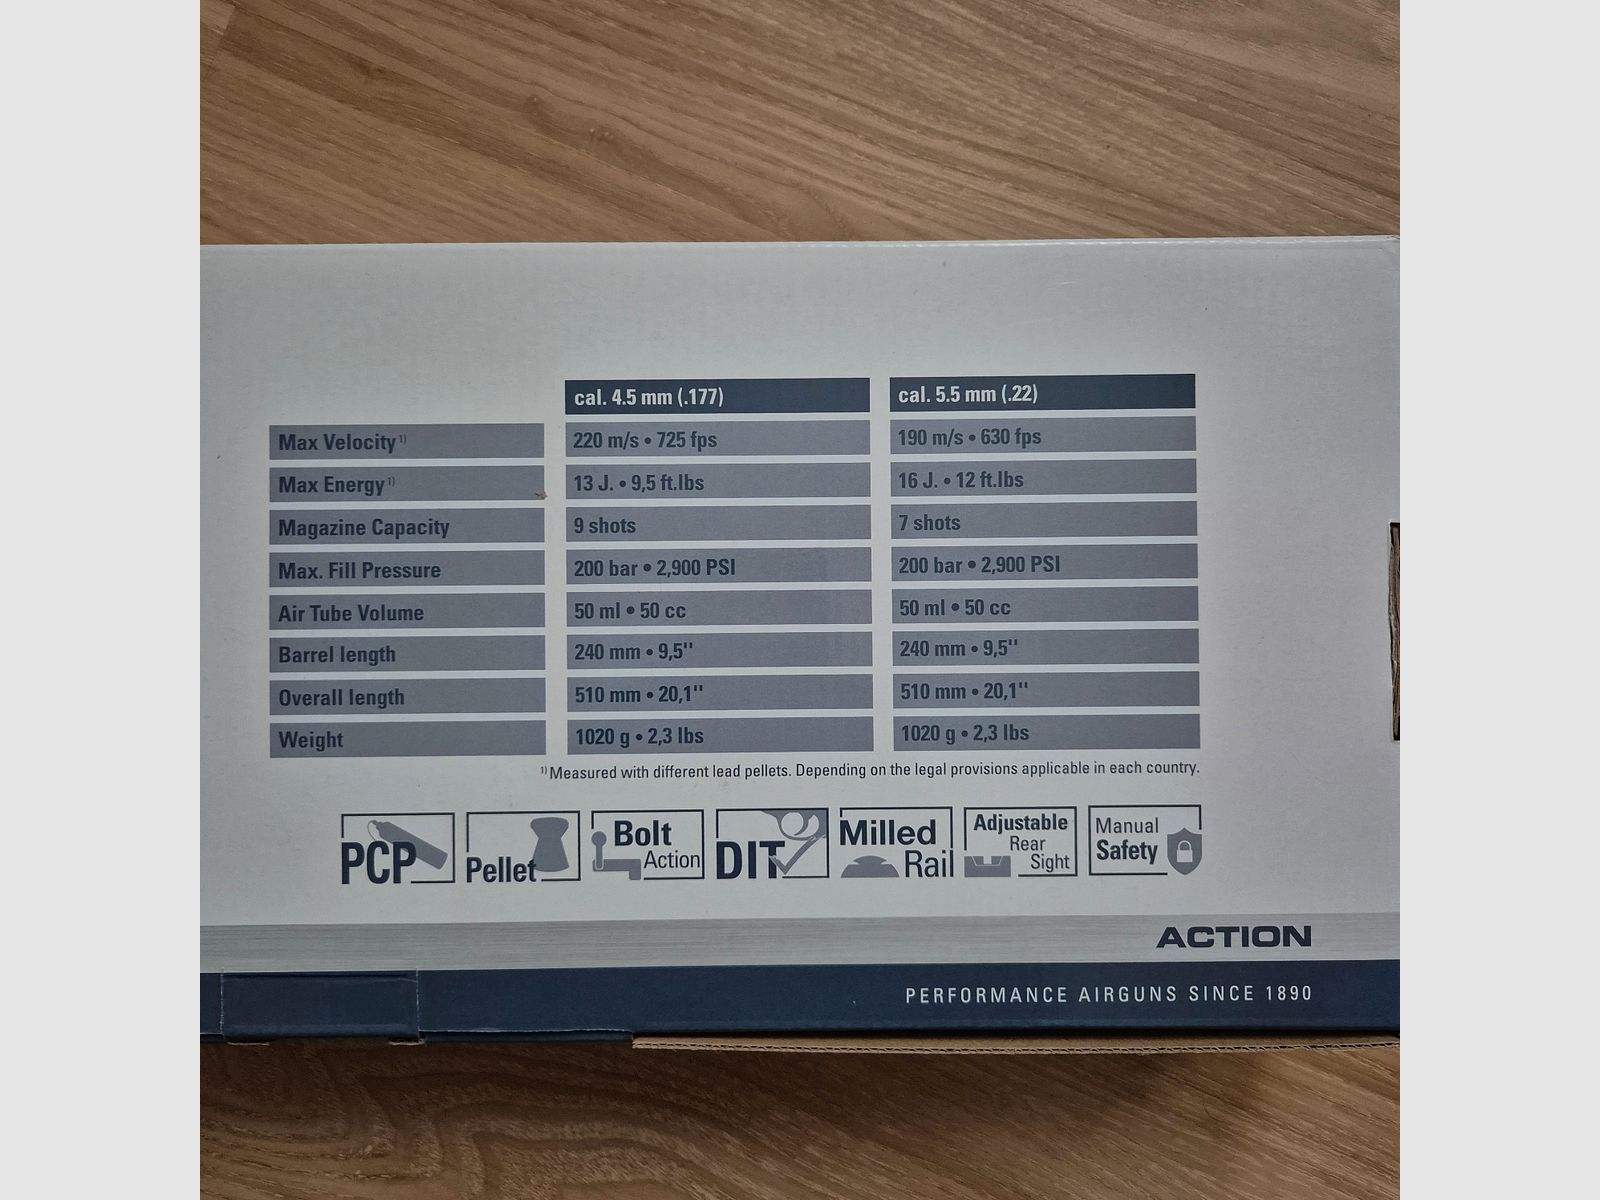 cal. 4.5 mm (.177) cal. 5.5 mm (.22)
Max Velocity ¹⁾ 220 m/s • 725 fps 190 m/s • 630 fps
Max Energy ¹⁾ 13 J. • 9,5 ft.lbs 16 J. • 12 ft.lbs
Magazine Capacity 9 shots 7 shots
Max. Fill Pressure 200 bar • 2,900 PSI 200 bar • 2,900 PSI
Air Tube Volume 50 ml • 50 cc 50 ml • 50 cc
Barrel length 240 mm • 9,5'' 240 mm • 9,5''
Overall length 510 mm • 20,1'' 510 mm • 20,1''
Weight 1020 g • 2,3 lbs 1020 g • 2,3 lbs
¹⁾ Measured with different lead pellets. Depending on the legal provisions applicable in each country.
PCP
Pellet
Bolt
Action
DIT
Milled
Rail
Adjustable
Rear
Sight
Manual
Safety
ACTION
PERFORMANCE AIRGUNS SINCE 1890